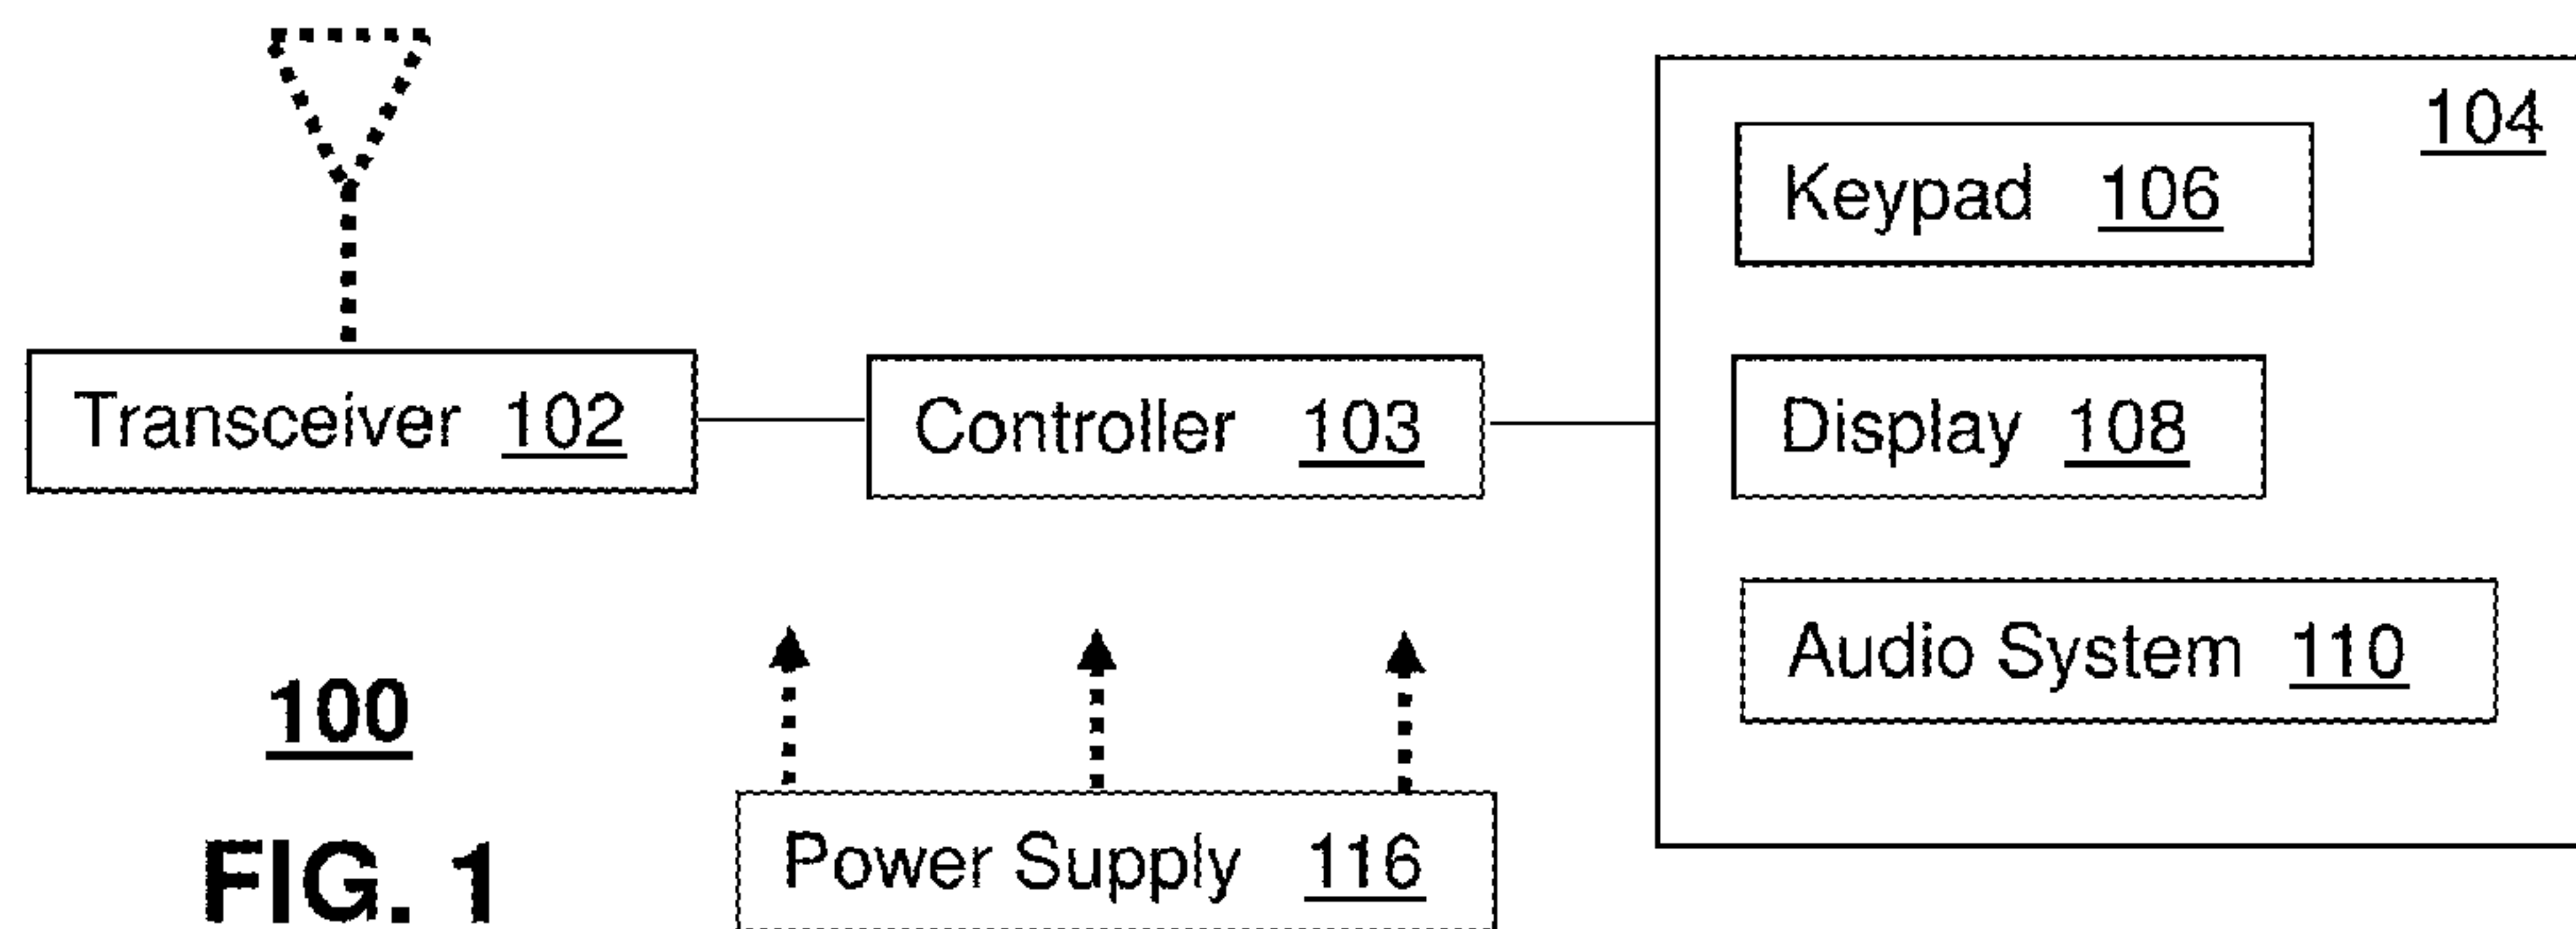 104
Keypad 106
Transceiver 102
Controller 103
Display 108
Audio System 110
100
Power Supply 116
FIG. 1